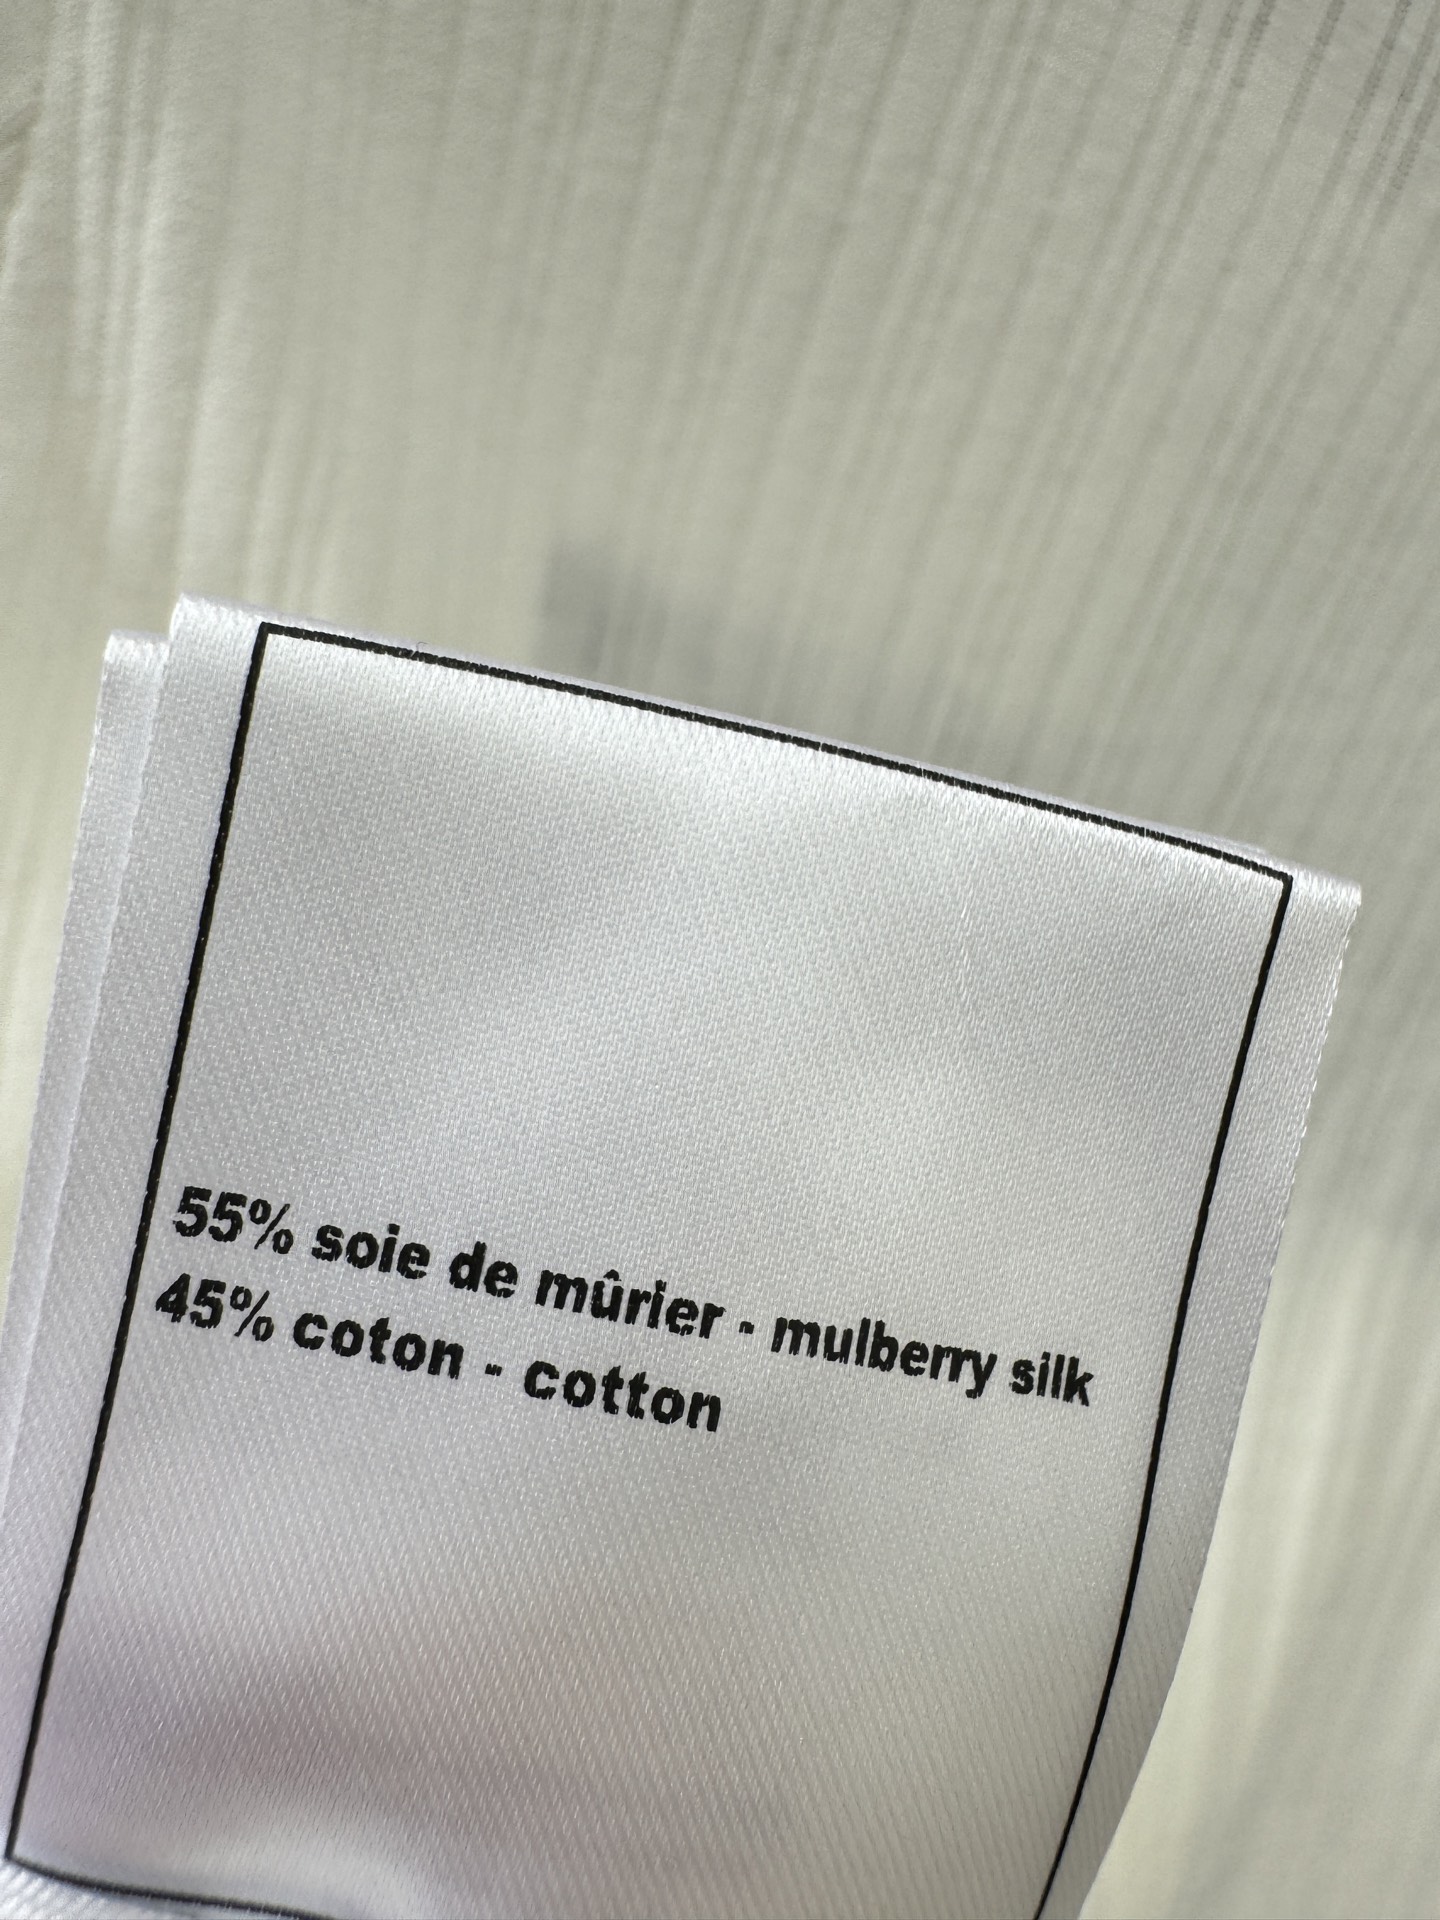 55% soie de mûrier - mulberry silk
45% coton - cotton